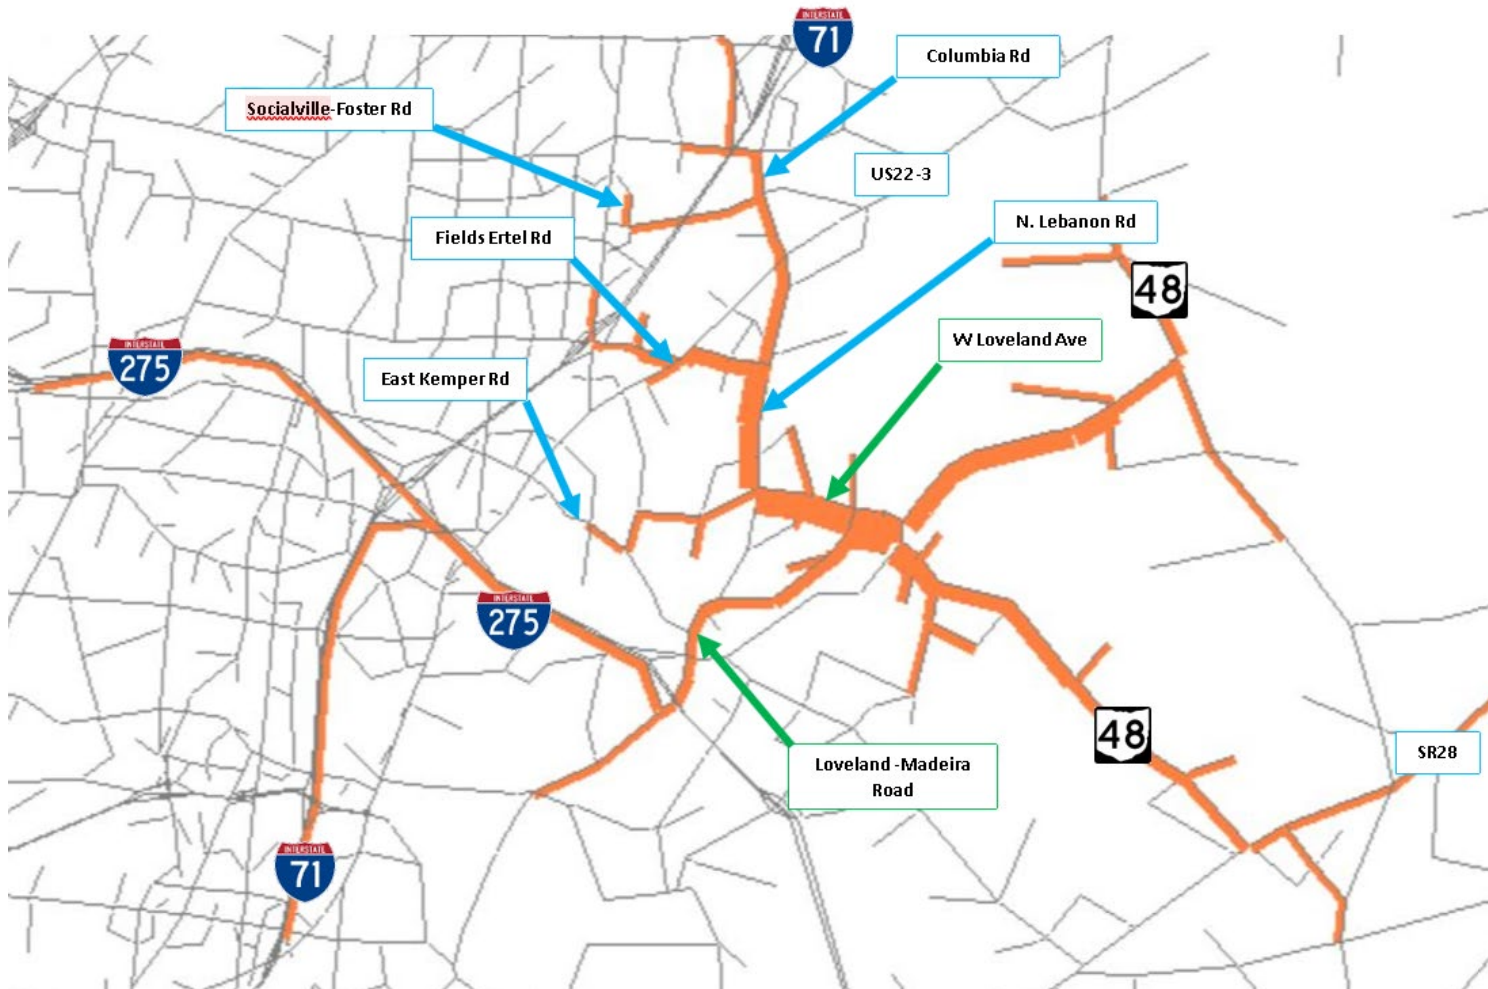 INTERSTATE
71
Columbia Rd
Socialville-Foster Rd
US22-3
N. Lebanon Rd
Fields Ertel Rd
48
INTERSTATE
275
W Loveland Ave
East Kemper Rd
INTERSTATE
275
48
SR28
Loveland -Madeira
Road
INTERSTATE
71